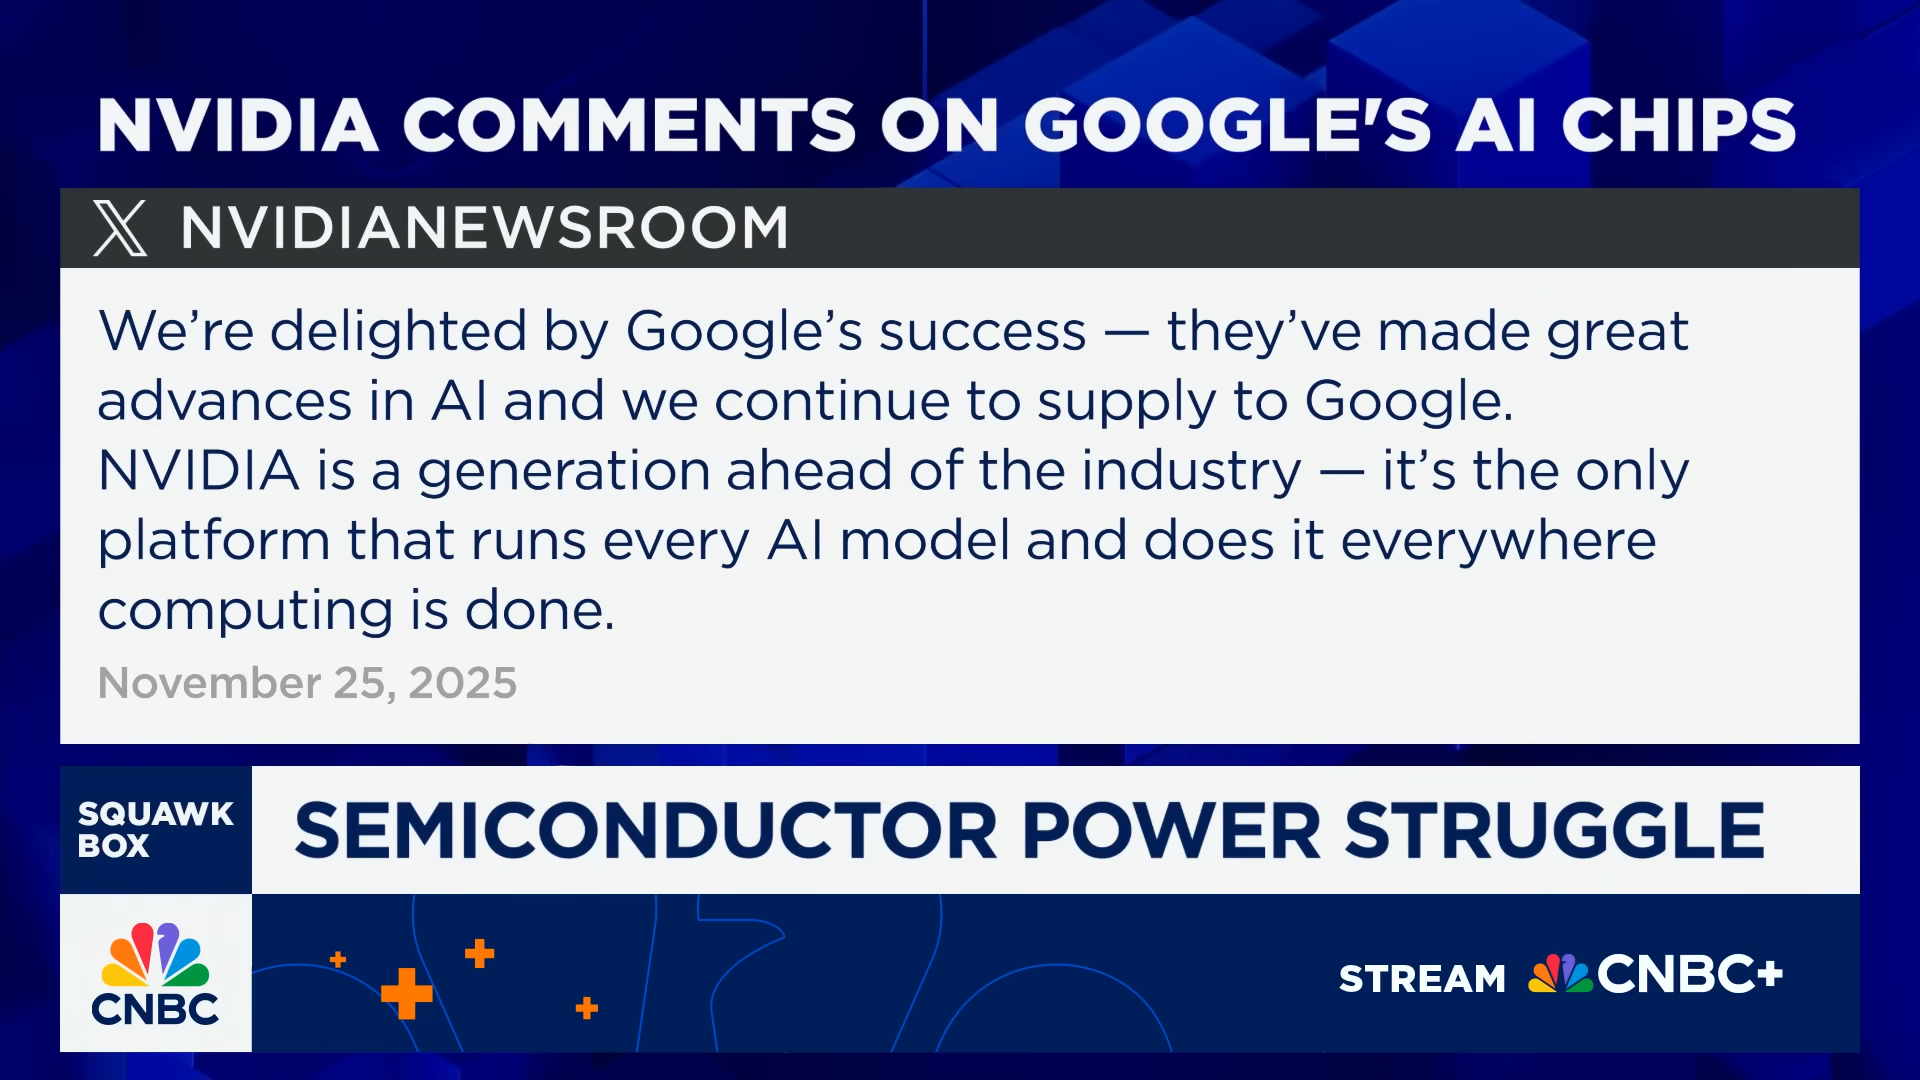 NVIDIA COMMENTS ON GOOGLE'S AI CHIPS
X NVIDIANEWSROOM
We’re delighted by Google’s success — they’ve made great
advances in AI and we continue to supply to Google.
NVIDIA is a generation ahead of the industry — it’s the only
platform that runs every AI model and does it everywhere
computing is done.
November 25, 2025
SQUAWK
BOX
SEMICONDUCTOR POWER STRUGGLE
CNBC
STREAM CNBC+